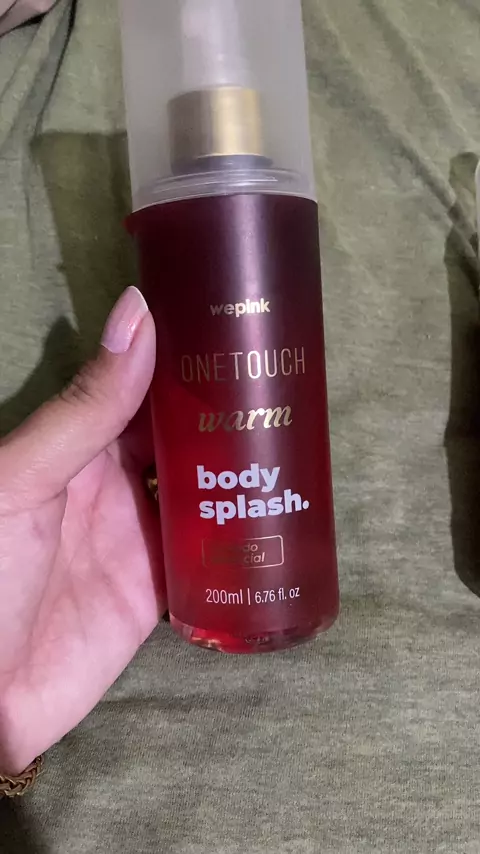 wepink
ONETOUCH
warm
body
splash.
200ml | 6.76 fl. oz